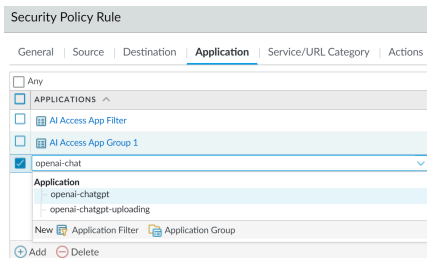 Security Policy Rule
General | Source | Destination | Application | Service/URL Category | Actions
Any
APPLICATIONS
AI Access App Filter
AI Access App Group 1
openai-chat
Application
openai-chatgpt
openai-chatgpt-uploading
New Application Filter Application Group
Add Delete